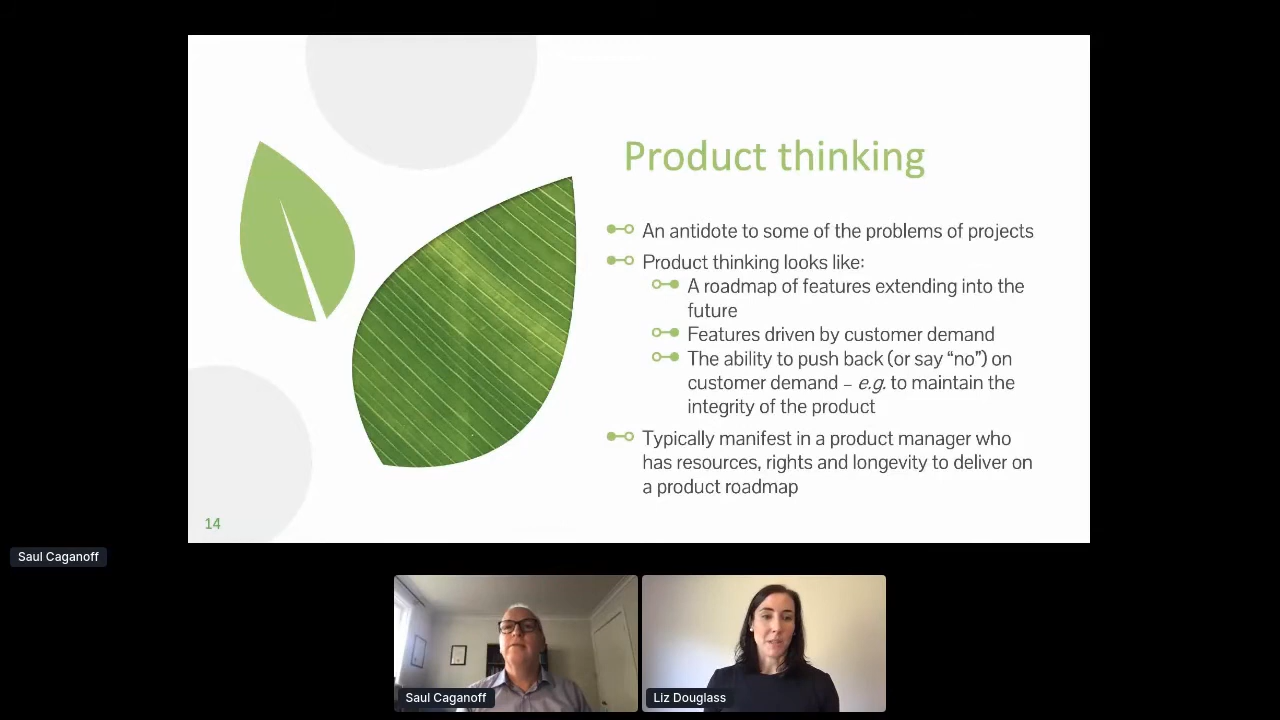 Product thinking
An antidote to some of the problems of projects
Product thinking looks like:
A roadmap of features extending into the
future
Features driven by customer demand
The ability to push back (or say “no”) on
customer demand – e.g. to maintain the
integrity of the product
Typically manifest in a product manager who
has resources, rights and longevity to deliver on
a product roadmap
14
Saul Caganoff
Saul Caganoff
Liz Douglass